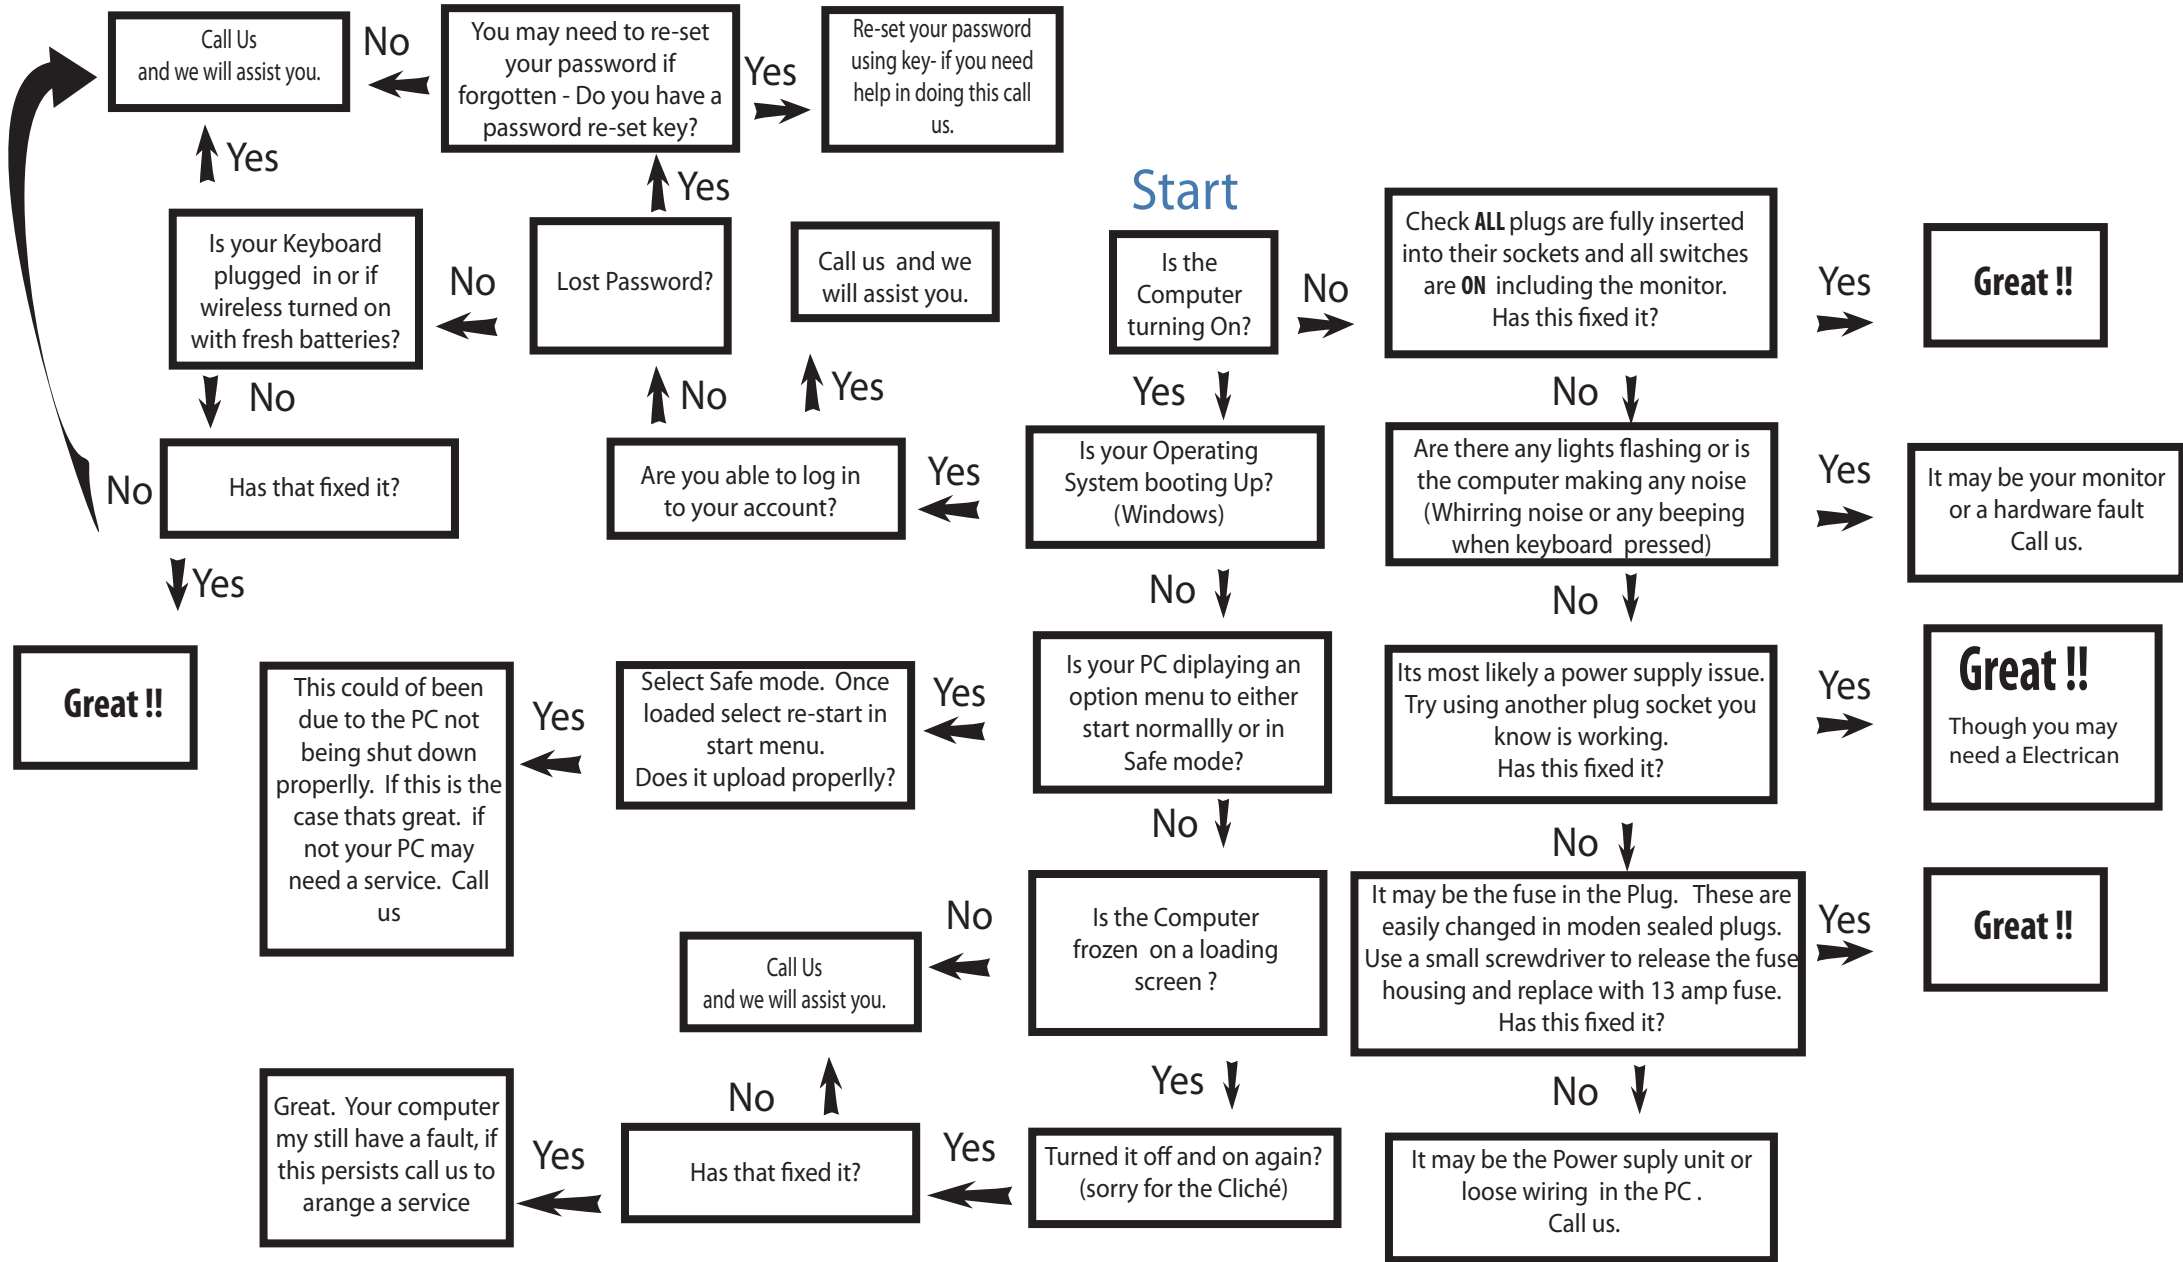 Call Us
and we will assist you.
No
You may need to re-set
your password if
forgotten - Do you have a
password re-set key?
Yes
Re-set your password
using key- if you need
help in doing this call
us.
Yes
Yes
Start
Is your Keyboard
plugged in or if
wireless turned on
with fresh batteries?
No
Lost Password?
Call us and we
will assist you.
Is the
Computer
turning On?
No
Check ALL plugs are fully inserted
into their sockets and all switches
are ON including the monitor.
Has this fixed it?
Yes
Great !!
No
No
Yes
Yes
No
No
Has that fixed it?
Are you able to log in
to your account?
Yes
Is your Operating
System booting Up?
(Windows)
Are there any lights flashing or is
the computer making any noise
(Whirring noise or any beeping
when keyboard pressed)
Yes
It may be your monitor
or a hardware fault
Call us.
Yes
No
No
Great !!
This could of been
due to the PC not
being shut down
properlly. If this is the
case thats great. if
not your PC may
need a service. Call
us
Yes
Select Safe mode. Once
loaded select re-start in
start menu.
Does it upload properlly?
Yes
Is your PC diplaying an
option menu to either
start normallly or in
Safe mode?
Its most likely a power supply issue.
Try using another plug socket you
know is working.
Has this fixed it?
Yes
Great !!
Though you may
need a Electrican
No
No
Call Us
and we will assist you.
No
Is the Computer
frozen on a loading
screen ?
It may be the fuse in the Plug. These are
easily changed in moden sealed plugs.
Use a small screwdriver to release the fuse
housing and replace with 13 amp fuse.
Has this fixed it?
Yes
Great !!
No
Yes
No
Great. Your computer
my still have a fault, if
this persists call us to
arange a service
Yes
Has that fixed it?
Yes
Turned it off and on again?
(sorry for the Cliché)
It may be the Power suply unit or
loose wiring in the PC .
Call us.